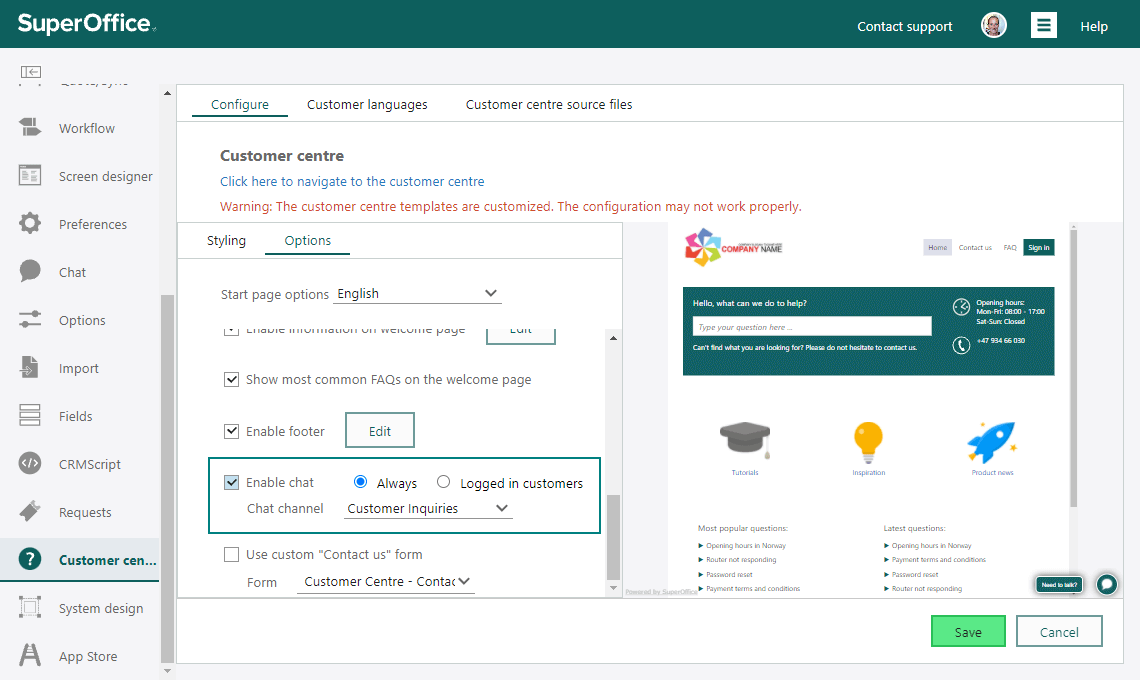 SuperOffice
Contact support
Help
Workflow
Screen designer
Preferences
Chat
Options
Import
Fields
CRMScript
Requests
Customer cen...
System design
App Store
Configure
Customer languages
Customer centre source files
Customer centre
Click here to navigate to the customer centre
Warning: The customer centre templates are customized. The configuration may not work properly.
Styling
Options
Start page options English
Enable information on welcome page Edit
Show most common FAQs on the welcome page
Enable footer Edit
Enable chat Always Logged in customers
Chat channel Customer Inquiries
Use custom "Contact us" form
Form Customer Centre - Contac
COMPANY NAME
Home Contact us FAQ Sign in
Hello, what can we do to help?
Type your question here ...
Can't find what you are looking for? Please do not hesitate to contact us.
Opening hours:
Mon-Fri: 08:00 - 17:00
Sat-Sun: Closed
+47 934 66 030
Tutorials
Inspiration
Product news
Most popular questions:
Opening hours in Norway
Router not responding
Password reset
Payment terms and conditions
Latest questions:
Opening hours in Norway
Payment terms and conditions
Password reset
Router not responding
Powered by SuperOffice
Need to talk?
Save
Cancel